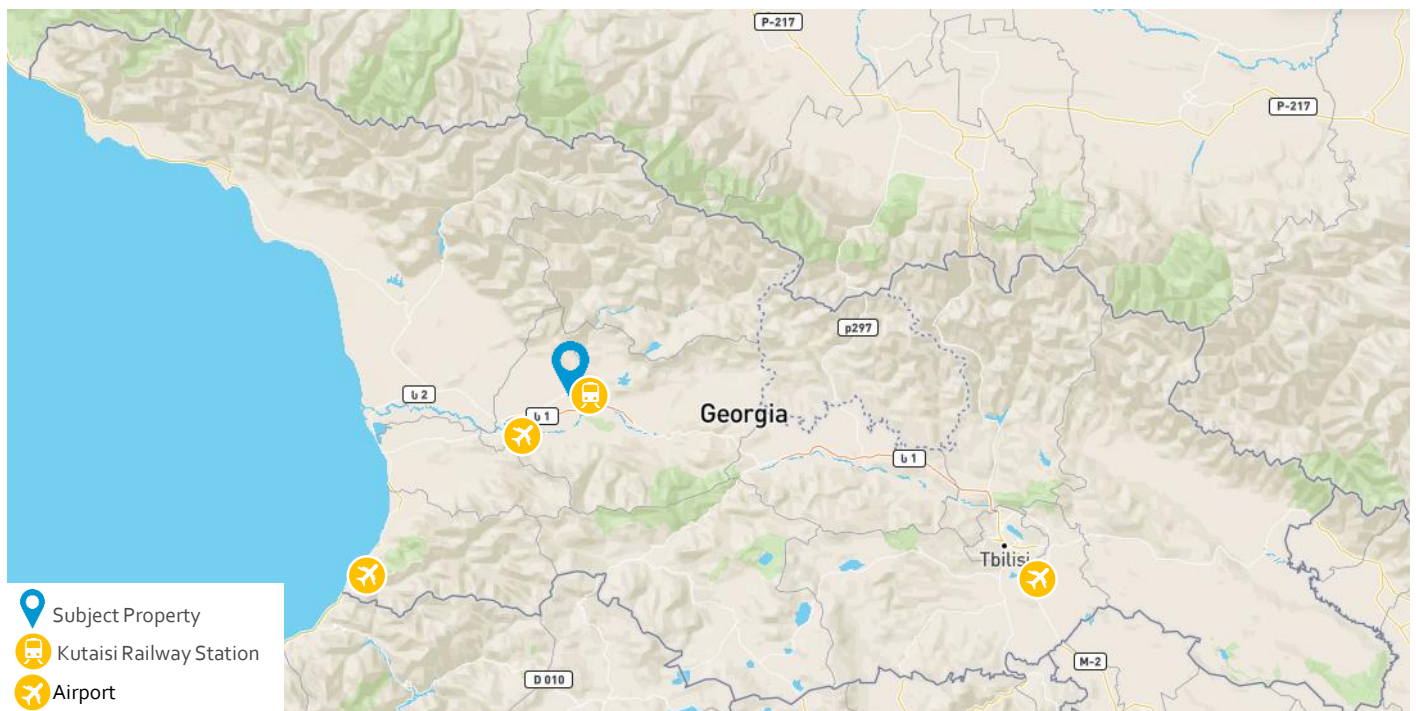 P-217
P-217
p297
ს 2
ს 1
Georgia
ს 1
Tbilisi
Subject Property
Kutaisi Railway Station
M-2
D 010
Airport